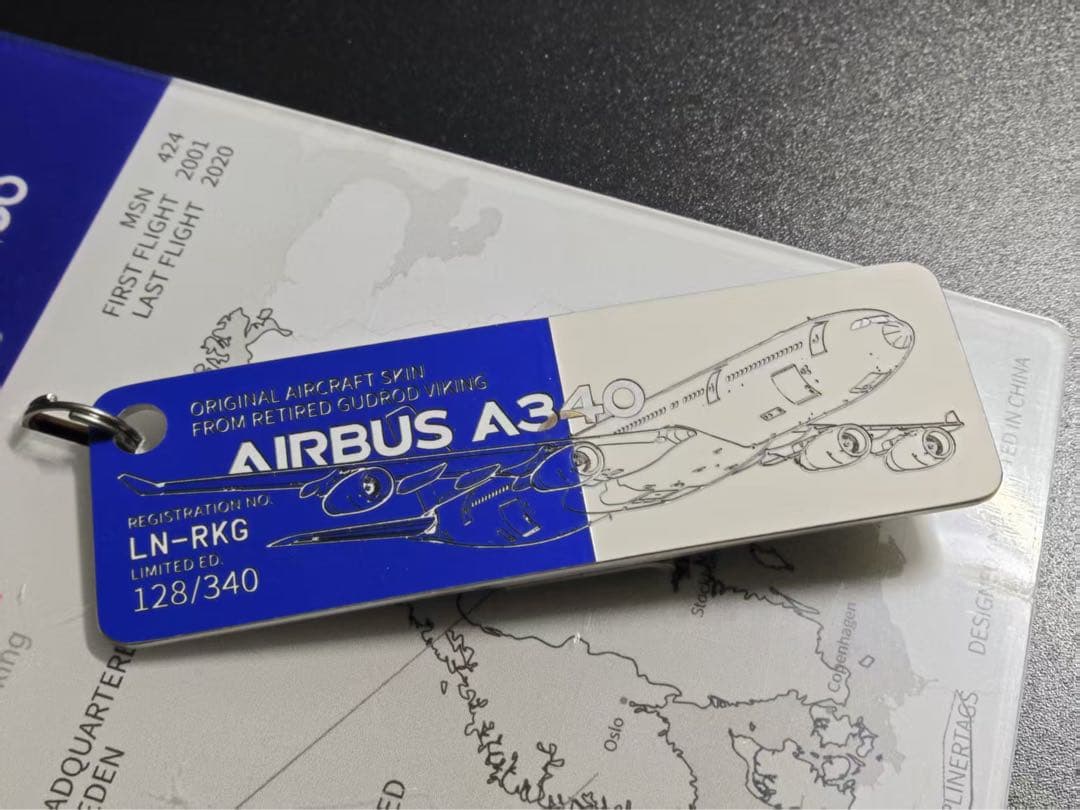 MSN 424
FIRST FLIGHT 2001
LAST FLIGHT 2020
ORIGINAL AIRCRAFT SKIN
FROM RETIRED GUDROD VIKING
AIRBUS A340
REGISTRATION NO.
LN-RKG
LIMITED ED.
128/340
Copenhagen
Oslo
IN CHINA